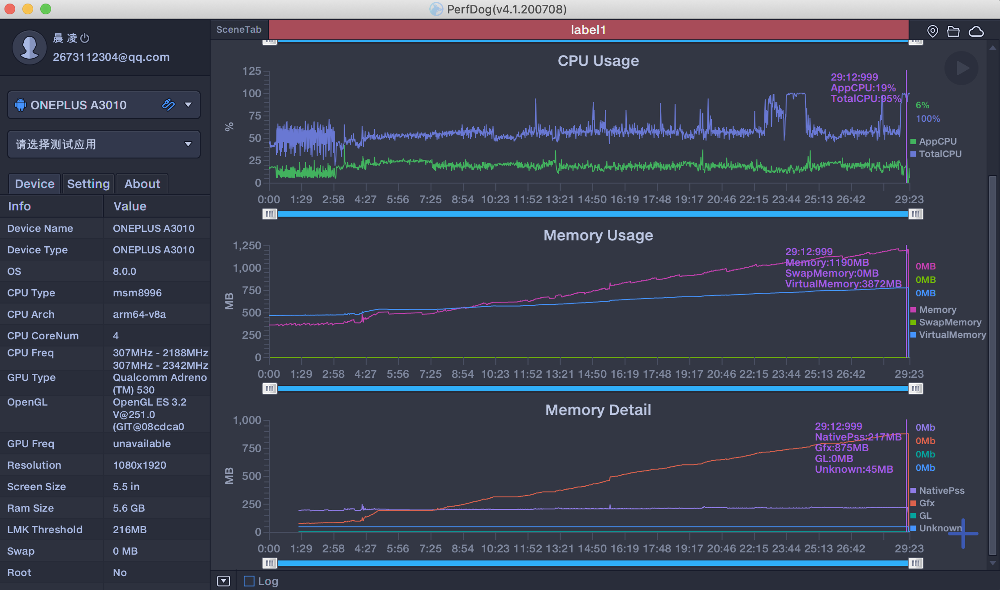 PerfDog(v4.1.200708)
晨 凌
2673112304@qq.com
ONEPLUS A3010
请选择测试应用
Device Setting About
Info Value
Device Name ONEPLUS A3010
Device Type ONEPLUS A3010
OS 8.0.0
CPU Type msm8996
CPU Arch arm64-v8a
CPU CoreNum 4
CPU Freq 307MHz - 2188MHz
307MHz - 2342MHz
GPU Type Qualcomm Adreno
(TM) 530
OpenGL OpenGL ES 3.2
V@251.0
(GIT@08cdca0
GPU Freq unavailable
Resolution 1080x1920
Screen Size 5.5 in
Ram Size 5.6 GB
LMK Threshold 216MB
Swap 0 MB
Root No
SceneTab label1
CPU Usage
125
100
75
50
25
0
%
29:12:999
AppCPU:19%
TotalCPU:95%
6%
100%
AppCPU
TotalCPU
0:00 1:29 2:58 4:27 5:56 7:25 8:54 10:23 11:52 13:21 14:50 16:19 17:48 19:17 20:46 22:15 23:44 25:13 26:42 29:23
Memory Usage
1,250
1,000
750
500
250
0
MB
29:12:999
Memory:1190MB
SwapMemory:0MB
VirtualMemory:3872MB
0MB
0MB
0MB
Memory
SwapMemory
VirtualMemory
0:00 1:29 2:58 4:27 5:56 7:25 8:54 10:23 11:52 13:21 14:50 16:19 17:48 19:17 20:46 22:15 23:44 25:13 26:42 29:23
Memory Detail
1,000
750
500
250
0
MB
29:12:999
NativePss:217MB
Gfx:875MB
GL:0MB
Unknown:45MB
0Mb
0Mb
0Mb
0Mb
NativePss
Gfx
GL
Unknown
0:00 1:29 2:58 4:27 5:56 7:25 8:54 10:23 11:52 13:21 14:50 16:19 17:48 19:17 20:46 22:15 23:44 25:13 26:42 29:23
Log